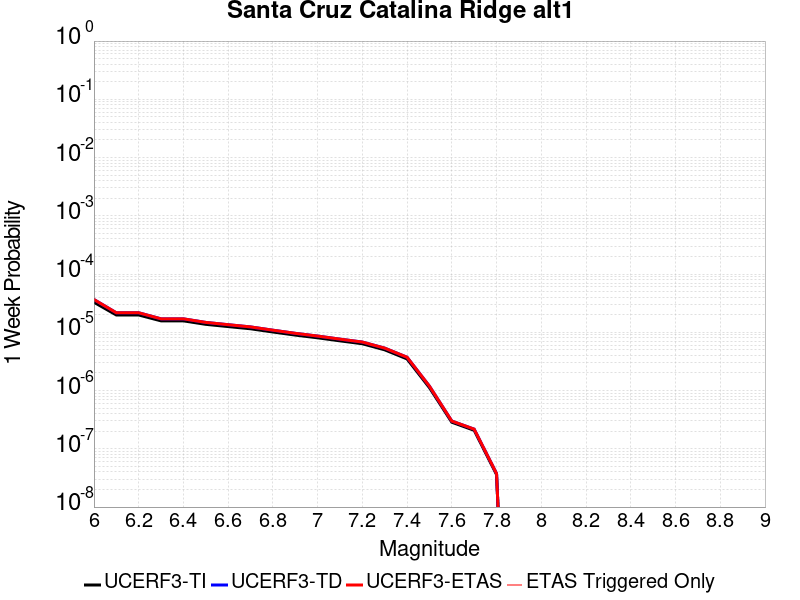 Santa Cruz Catalina Ridge alt1
10^0
10^-1
10^-2
10^-3
10^-4
10^-5
10^-6
10^-7
10^-8
1 Week Probability
6 6.2 6.4 6.6 6.8 7 7.2 7.4 7.6 7.8 8 8.2 8.4 8.6 8.8 9
Magnitude
UCERF3-TI UCERF3-TD UCERF3-ETAS ETAS Triggered Only